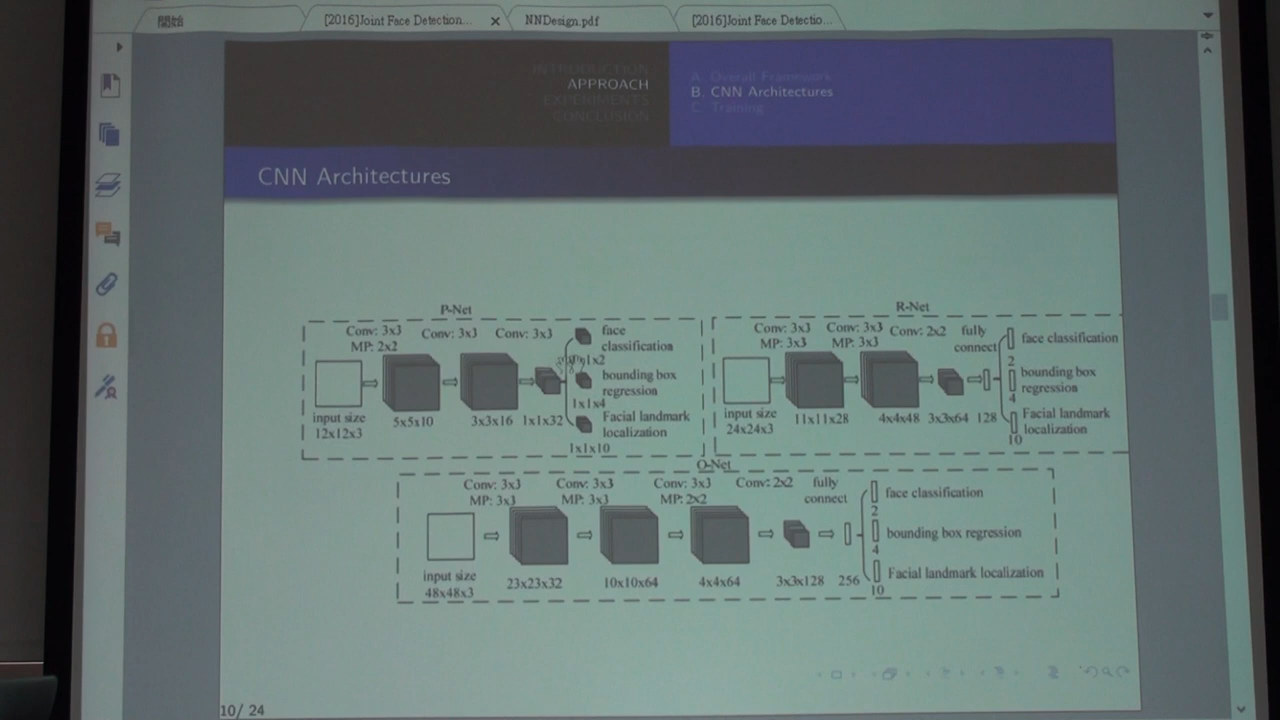 開始
[2016]Joint Face Detection...
NNDesign.pdf
[2016]Joint Face Detectio...
INTRODUCTION
APPROACH
EXPERIMENTS
CONCLUSION
A. Overall Framework
B. CNN Architectures
C. Training
CNN Architectures
P-Net
Conv: 3x3
MP: 2x2
Conv: 3x3
Conv: 3x3
face
classification
1x1x2
bounding box
regression
1x1x4
Facial landmark
localization
1x1x10
input size
12x12x3
5x5x10
3x3x16
1x1x32
R-Net
Conv: 3x3
MP: 3x3
Conv: 3x3
MP: 3x3
Conv: 2x2
fully
connect
face classification
2
bounding box
regression
4
Facial landmark
localization
10
input size
24x24x3
11x11x28
4x4x48
3x3x64
128
O-Net
Conv: 3x3
MP: 3x3
Conv: 3x3
MP: 3x3
Conv: 3x3
MP: 2x2
Conv: 2x2
fully
connect
face classification
2
bounding box regression
4
Facial landmark localization
10
input size
48x48x3
23x23x32
10x10x64
4x4x64
3x3x128
256
10/ 24